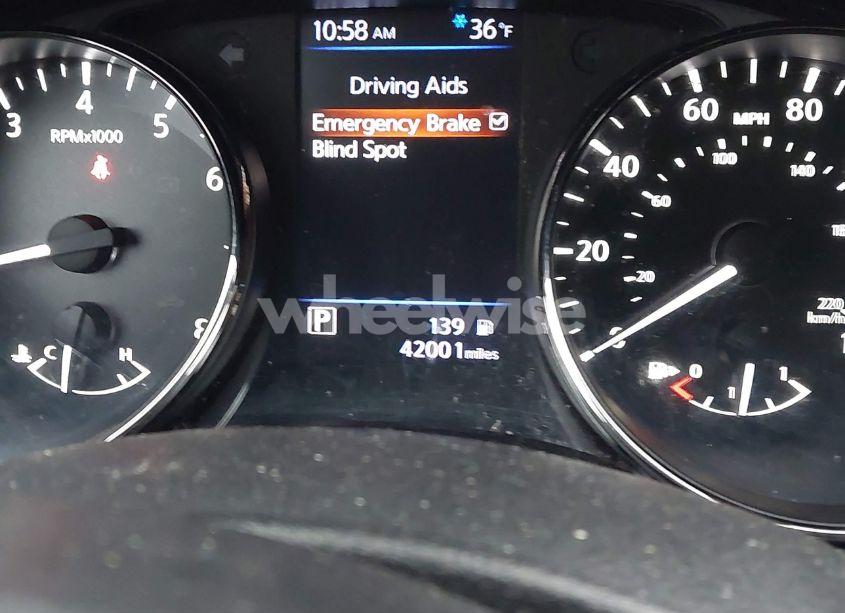 10:58 AM 36°F
Driving Aids
Emergency Brake
Blind Spot
3 4 5 6 8
RPMx1000
C H
20 40 60 80
MPH
20 60 100 140
220
km/h
0 1 1
P 139
42001 miles
wheelwise